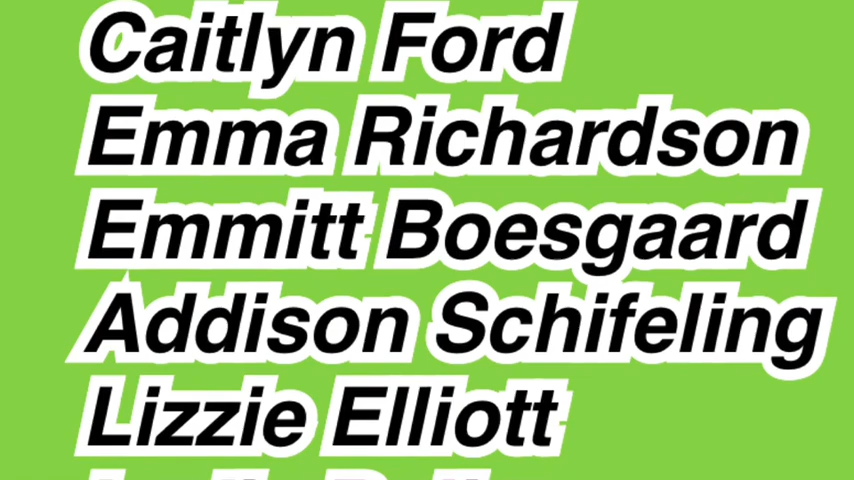 Caitlyn Ford
Emma Richardson
Emmitt Boesgaard
Addison Schifeling
Lizzie Elliott